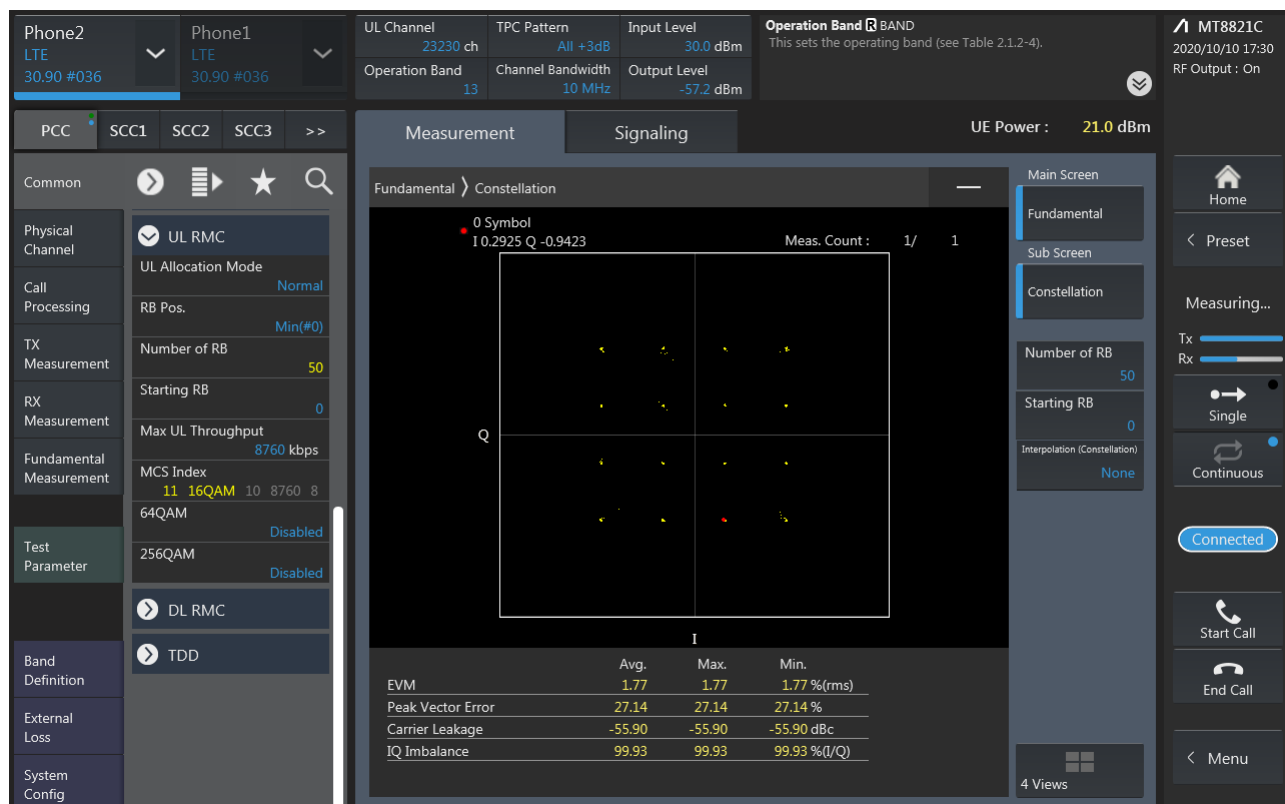 Phone2
LTE
30.90 #036
Phone1
LTE
30.90 #036
UL Channel
23230 ch
TPC Pattern
All +3dB
Input Level
30.0 dBm
Operation Band
13
Channel Bandwidth
10 MHz
Output Level
-57.2 dBm
Operation Band R BAND
This sets the operating band (see Table 2.1.2-4).
MT8821C
2020/10/10 17:30
RF Output : On
PCC
SCC1
SCC2
SCC3
>>
Measurement
Signaling
UE Power : 21.0 dBm
Common
Physical
Channel
Call
Processing
TX
Measurement
RX
Measurement
Fundamental
Measurement
Test
Parameter
Band
Definition
External
Loss
System
Config
UL RMC
UL Allocation Mode
Normal
RB Pos.
Min(#0)
Number of RB
50
Starting RB
0
Max UL Throughput
8760 kbps
MCS Index
11 16QAM 10 8760 8
64QAM
Disabled
256QAM
Disabled
DL RMC
TDD
Fundamental 〉 Constellation
0 Symbol
I 0.2925 Q -0.9423
Meas. Count : 1/ 1
Q
I
Avg. Max. Min.
EVM 1.77 1.77 1.77 %(rms)
Peak Vector Error 27.14 27.14 27.14 %
Carrier Leakage -55.90 -55.90 -55.90 dBc
IQ Imbalance 99.93 99.93 99.93 %(I/Q)
Main Screen
Fundamental
Sub Screen
Constellation
Number of RB
50
Starting RB
0
Interpolation (Constellation)
None
4 Views
Home
< Preset
Measuring...
Tx
Rx
Single
Continuous
Connected
Start Call
End Call
< Menu